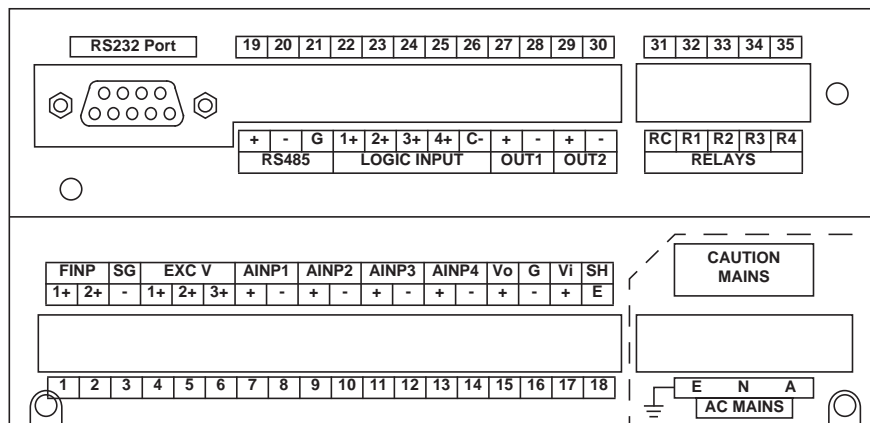 RS232 Port
19 20 21 22 23 24 25 26 27 28 29 30
31 32 33 34 35
+ - G 1+ 2+ 3+ 4+ C- + - + -
RS485 LOGIC INPUT OUT1 OUT2
RC R1 R2 R3 R4
RELAYS
CAUTION
MAINS
FINP SG EXC V AINP1 AINP2 AINP3 AINP4 Vo G Vi SH
1+ 2+ - 1+ 2+ 3+ + - + - + - + - + - + E
1 2 3 4 5 6 7 8 9 10 11 12 13 14 15 16 17 18
E N A
AC MAINS